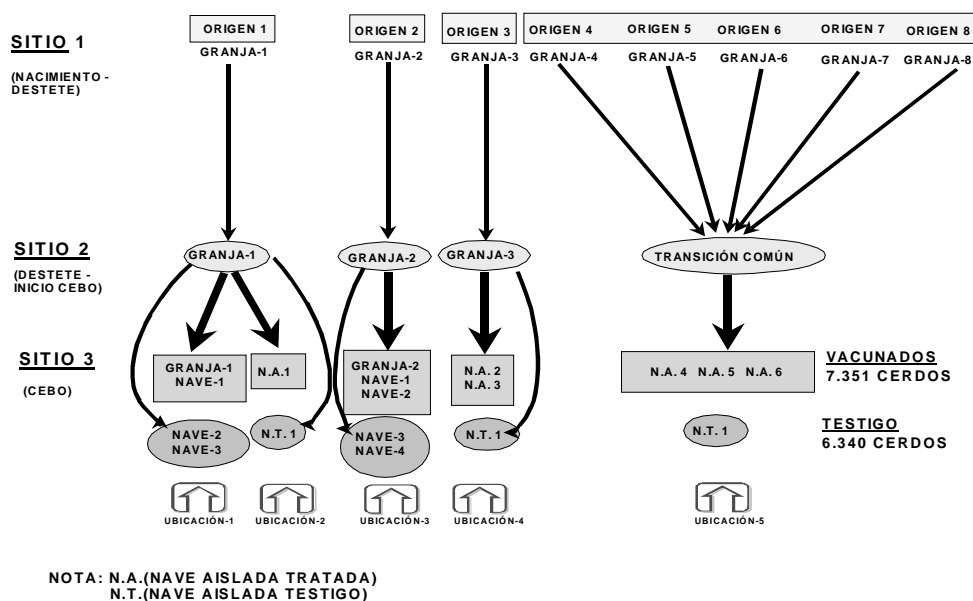 ORIGEN 1 ORIGEN 2 ORIGEN 3 ORIGEN 4 ORIGEN 5 ORIGEN 6 ORIGEN 7 ORIGEN 8
SITIO 1
GRANJA-1 GRANJA-2 GRANJA-3 GRANJA-4 GRANJA-5 GRANJA-6 GRANJA-7 GRANJA-8
(NACIMIENTO -
DESTETE)
SITIO 2
GRANJA-1 GRANJA-2 GRANJA-3 TRANSICIÓN COMÚN
(DESTETE -
INICIO CEBO)
SITIO 3
(CEBO)
GRANJA-1
NAVE-1
N.A.1
GRANJA-2
NAVE-1
NAVE-2
N.A. 2
N.A. 3
N.A. 4 N.A. 5 N.A. 6
VACUNADOS
7.351 CERDOS
NAVE-2
NAVE-3
N.T. 1
NAVE-3
NAVE-4
N.T. 1
N.T. 1
TESTIGO
6.340 CERDOS
UBICACIÓN-1 UBICACIÓN-2 UBICACIÓN-3 UBICACIÓN-4 UBICACIÓN-5
NOTA: N.A.(NAVE AISLADA TRATADA)
N.T.(NAVE AISLADA TESTIGO)